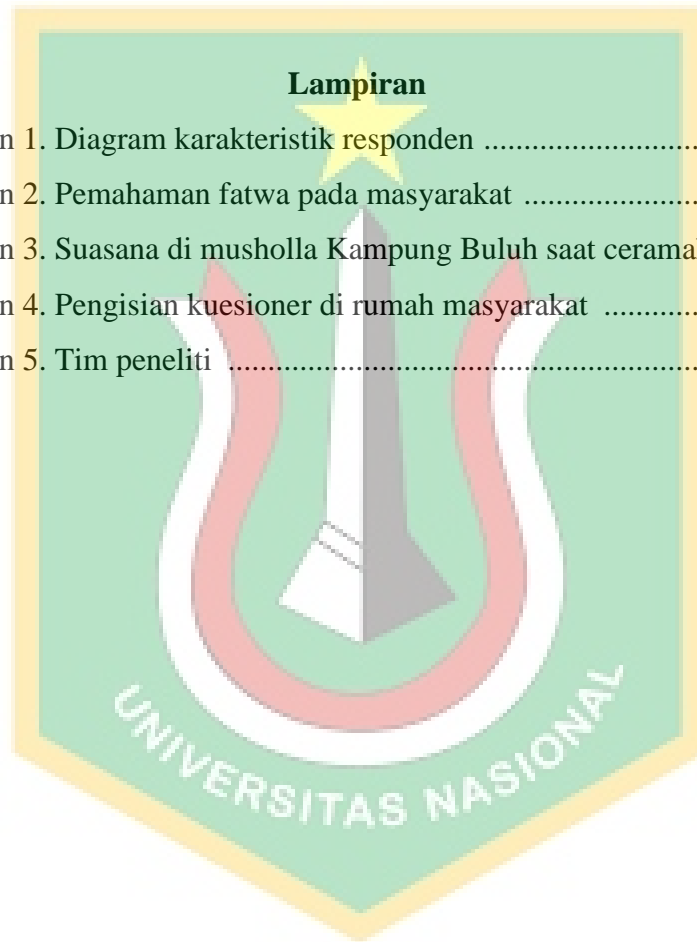 Lampiran
n 1. Diagram karakteristik responden ........................
n 2. Pemahaman fatwa pada masyarakat ...................
n 3. Suasana di musholla Kampung Buluh saat cerama
n 4. Pengisian kuesioner di rumah masyarakat ..........
n 5. Tim peneliti .....................................................
UNIVERSITAS NASIONAL